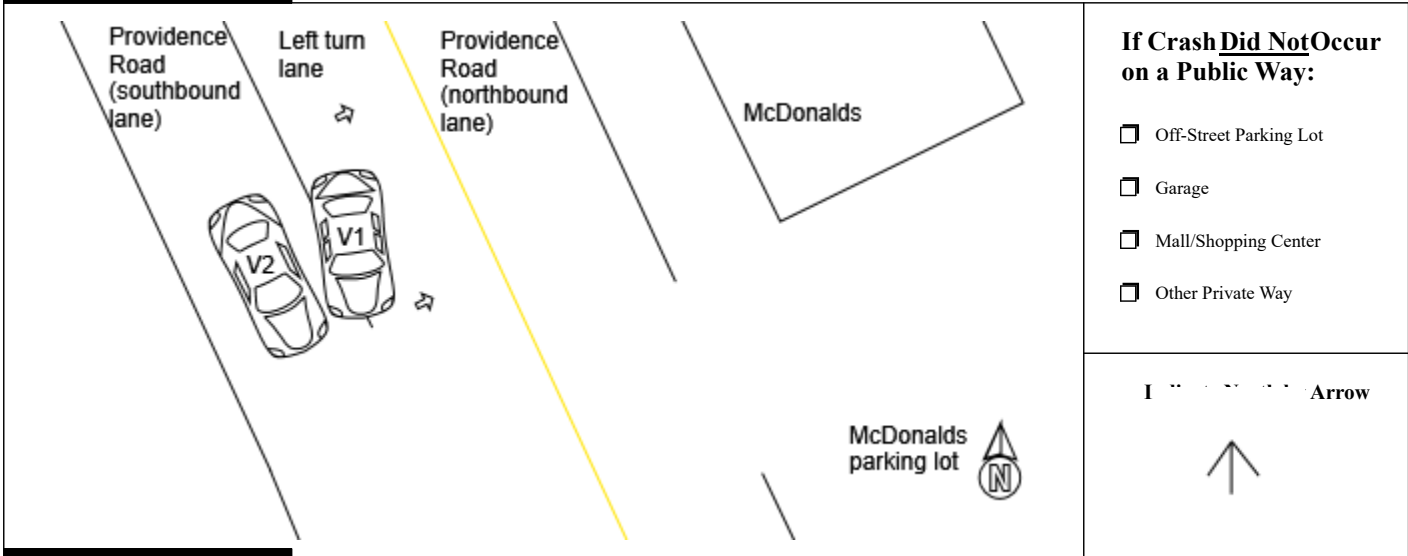 Providence
Road
(southbound
lane)
Left turn
lane
Providence
Road
(northbound
lane)
McDonalds
V1
V2
McDonalds
parking lot
N
If Crash Did Not Occur
on a Public Way:
Off-Street Parking Lot
Garage
Mall/Shopping Center
Other Private Way
Arrow